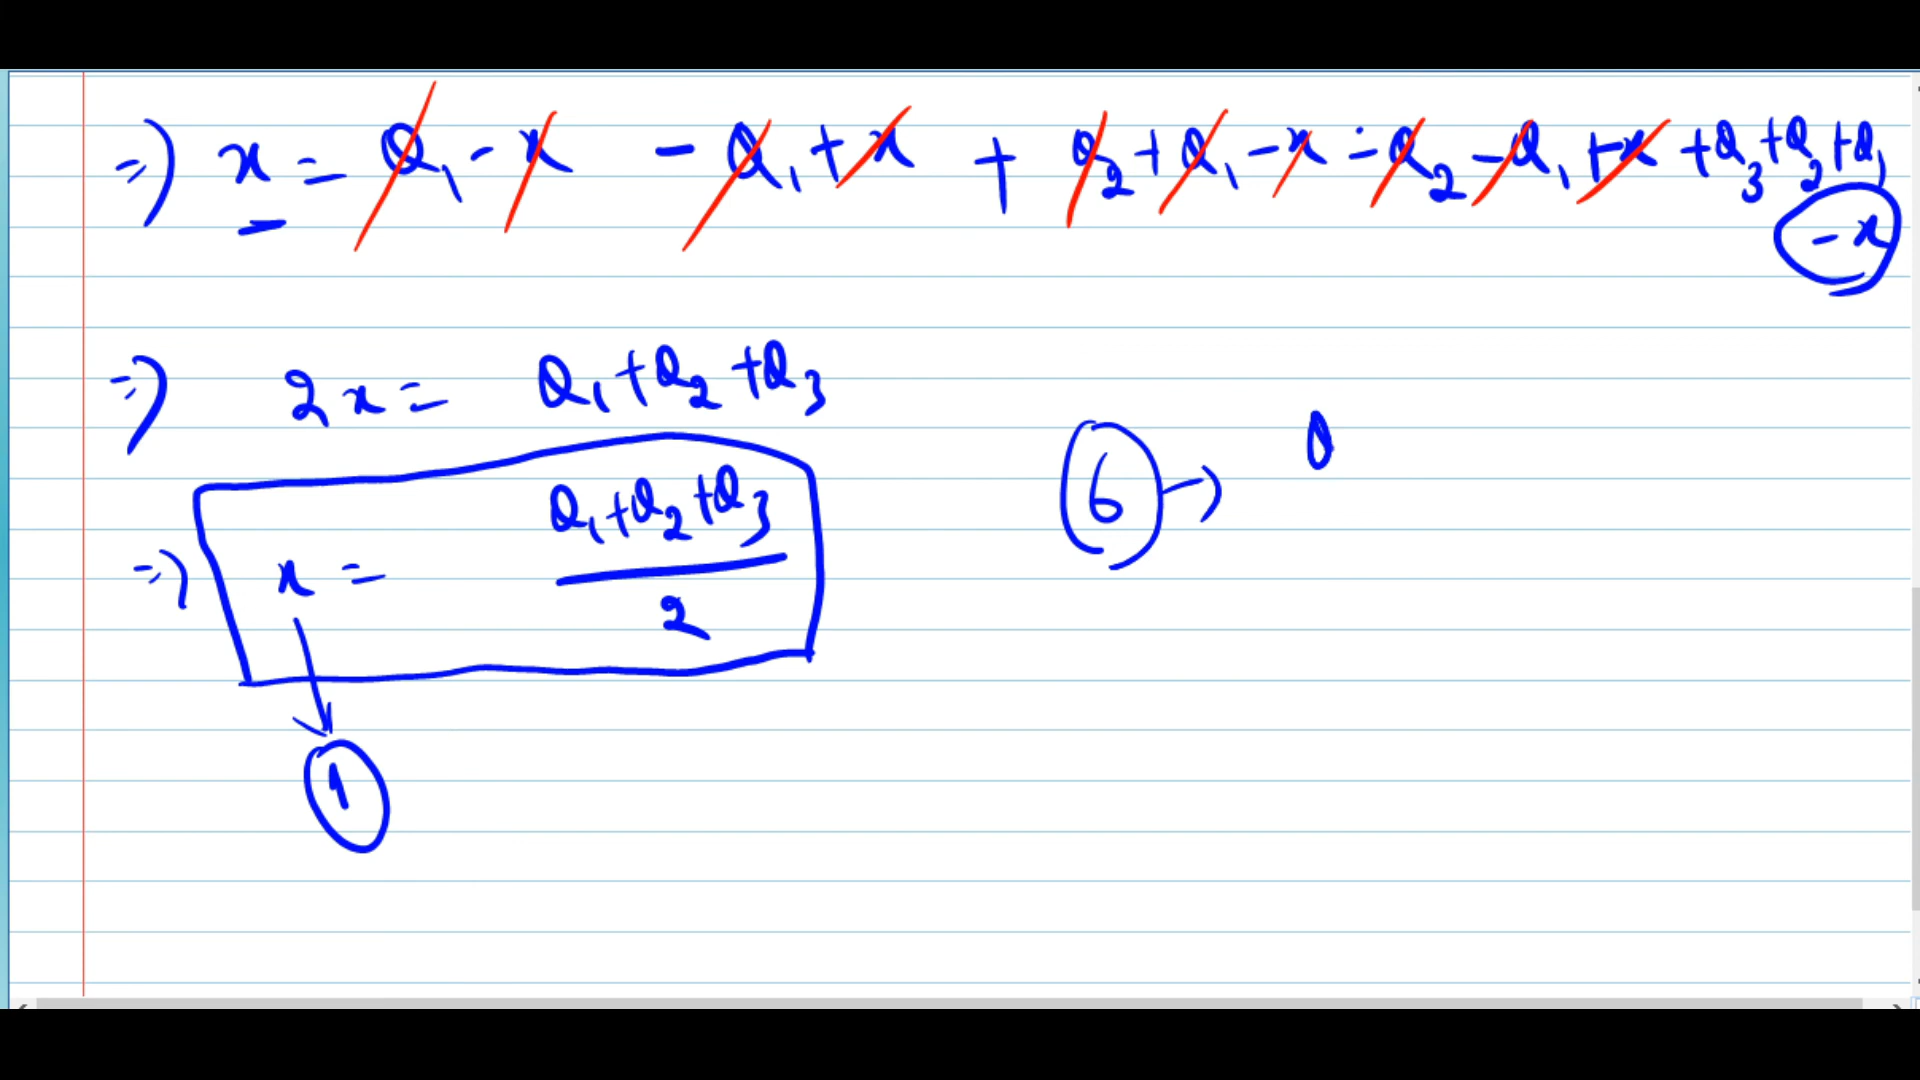 ⇒) x = Q₁ - x - Q₁ + x + Q₂ + Q₁ - x - Q₂ - Q₁ + x + Q₃ + Q₂ + Q₁
- x
⇒) 2x = Q₁ + Q₂ + Q₃
⇒) x = (Q₁ + Q₂ + Q₃) / 2
6 →) 0
1